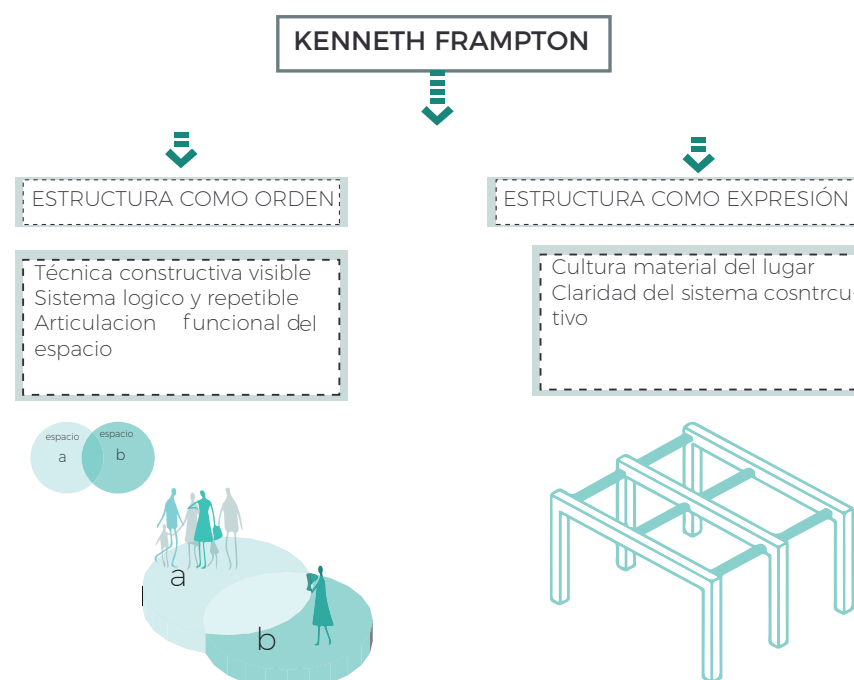 KENNETH FRAMPTON
ESTRUCTURA COMO ORDEN
Técnica constructiva visible
Sistema logico y repetible
Articulacion funcional del
espacio
ESTRUCTURA COMO EXPRESIÓN
Cultura material del lugar
Claridad del sistema cosntrcu-
tivo
espacio
a
espacio
b
a
b